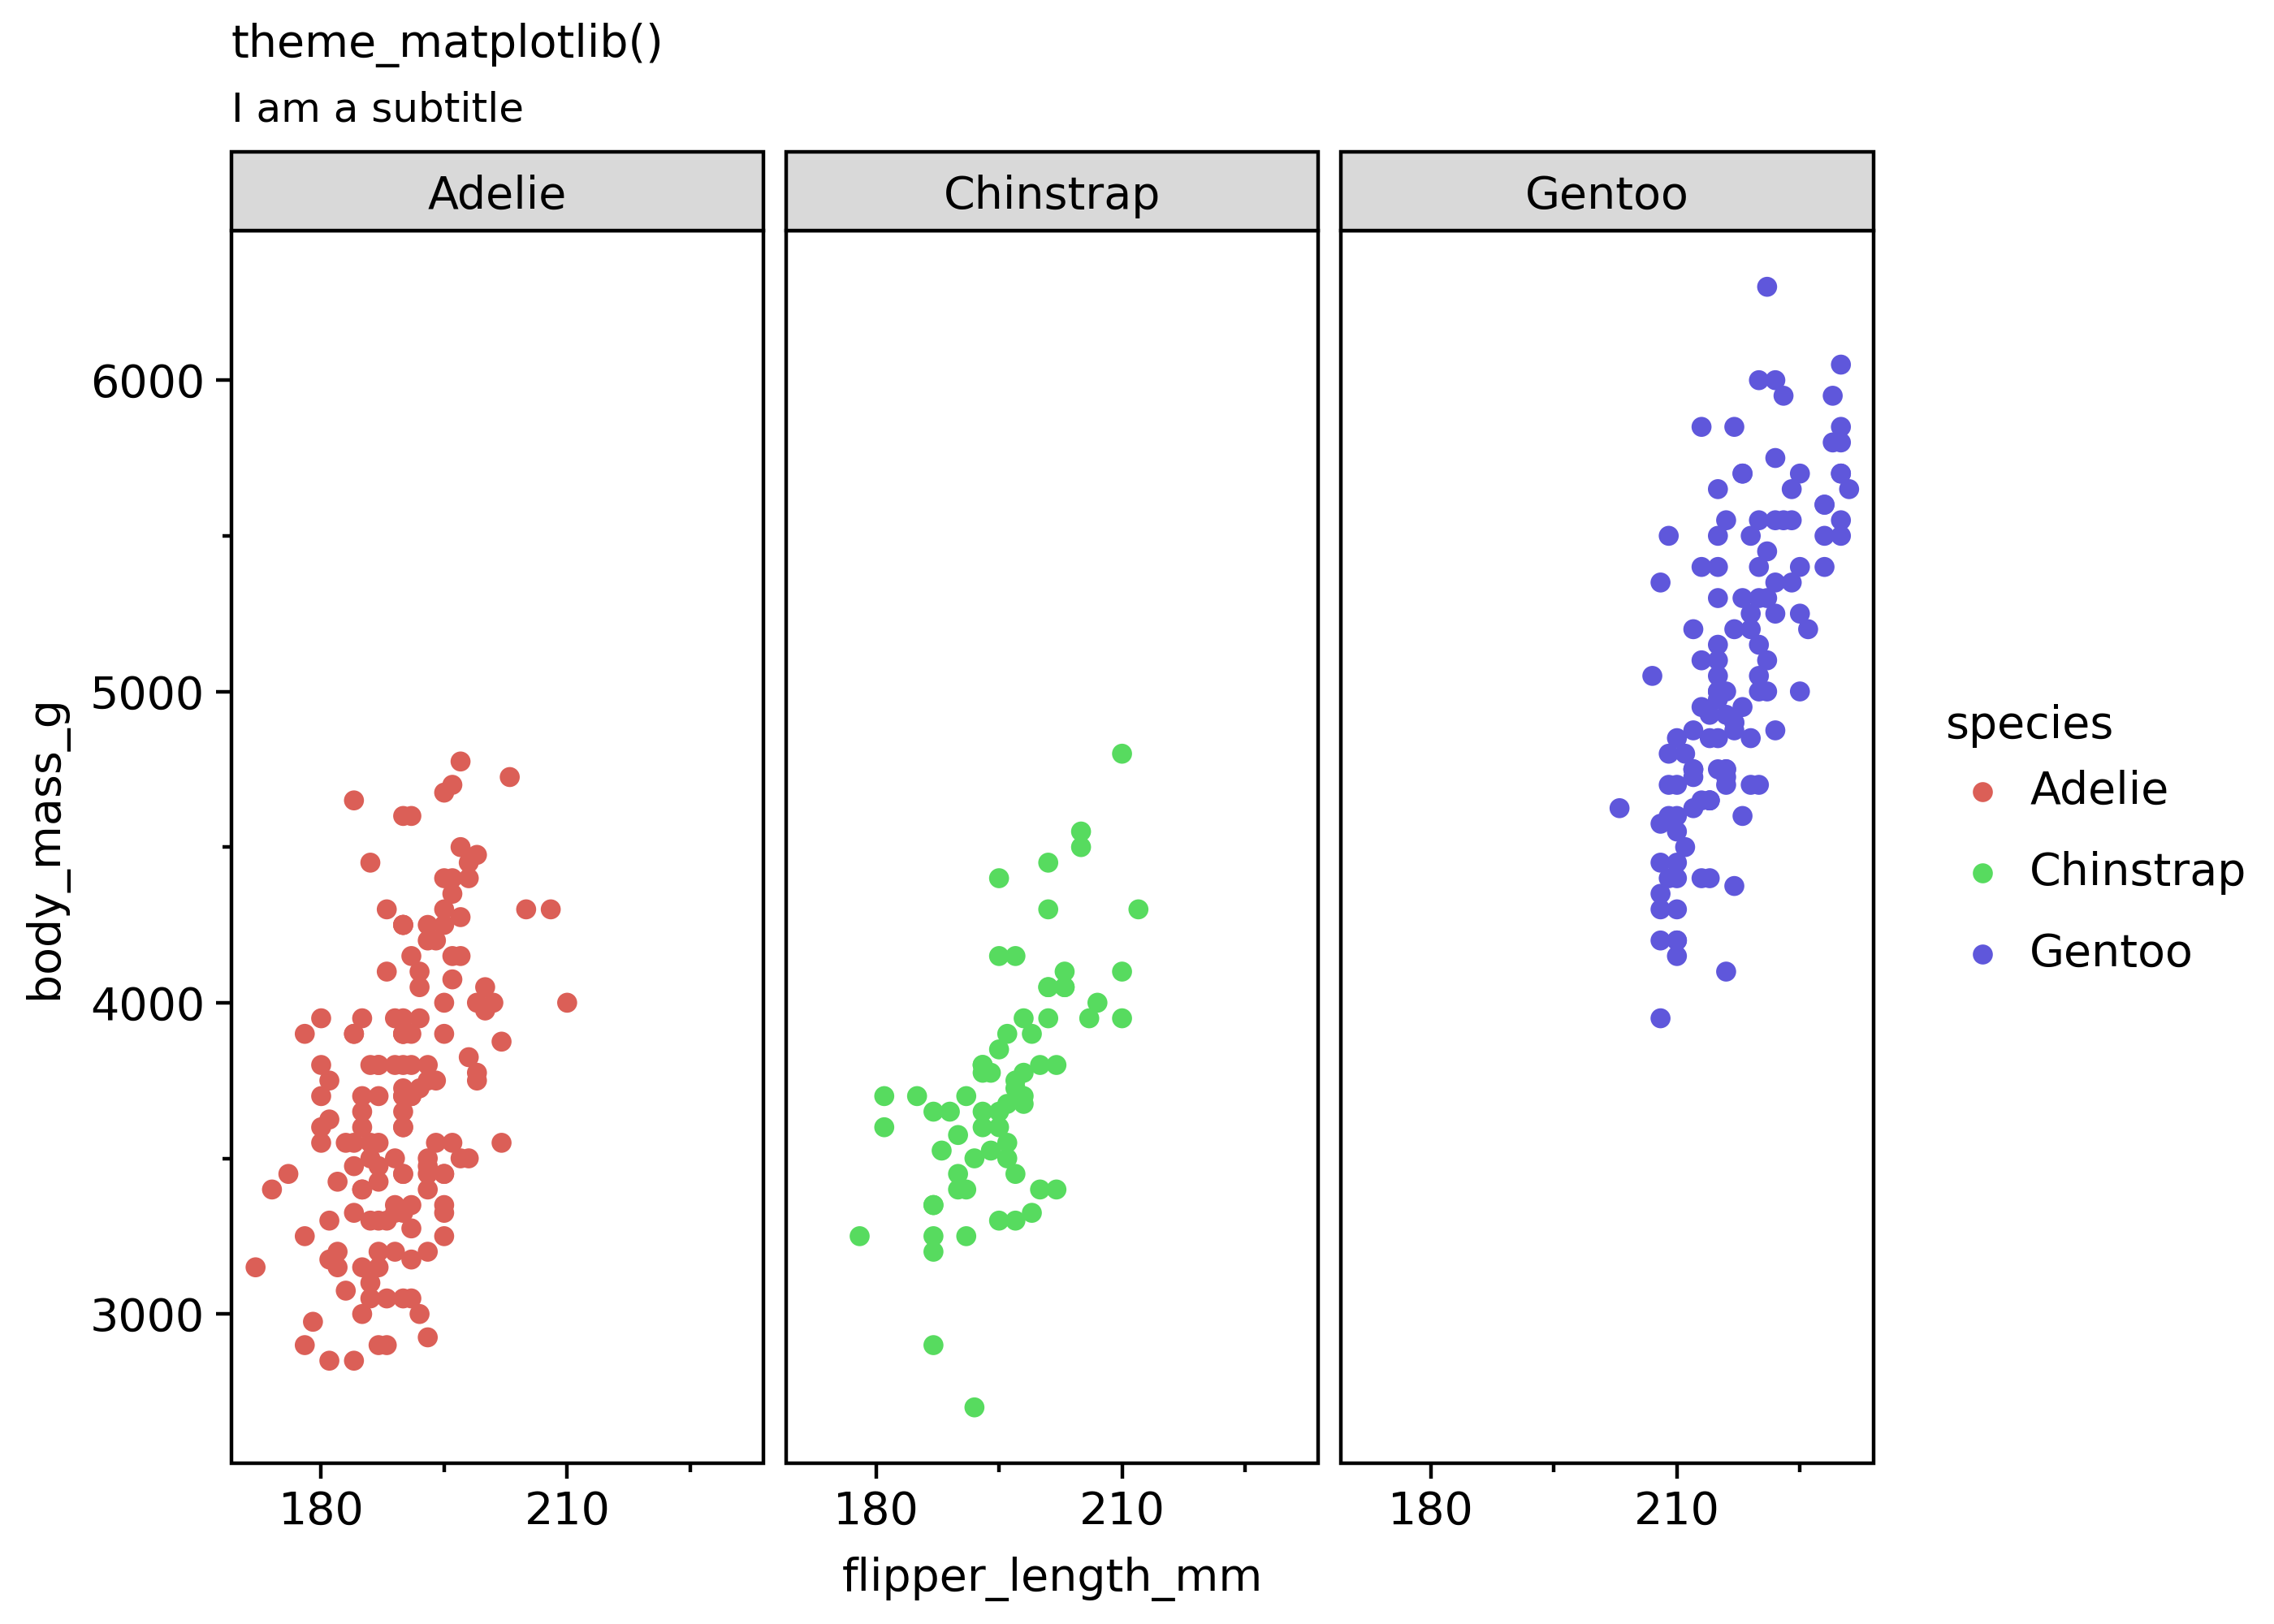 theme_matplotlib()
I am a subtitle
Adelie
Chinstrap
Gentoo
6000
5000
4000
3000
body_mass_g
180
210
180
210
180
210
flipper_length_mm
species
Adelie
Chinstrap
Gentoo